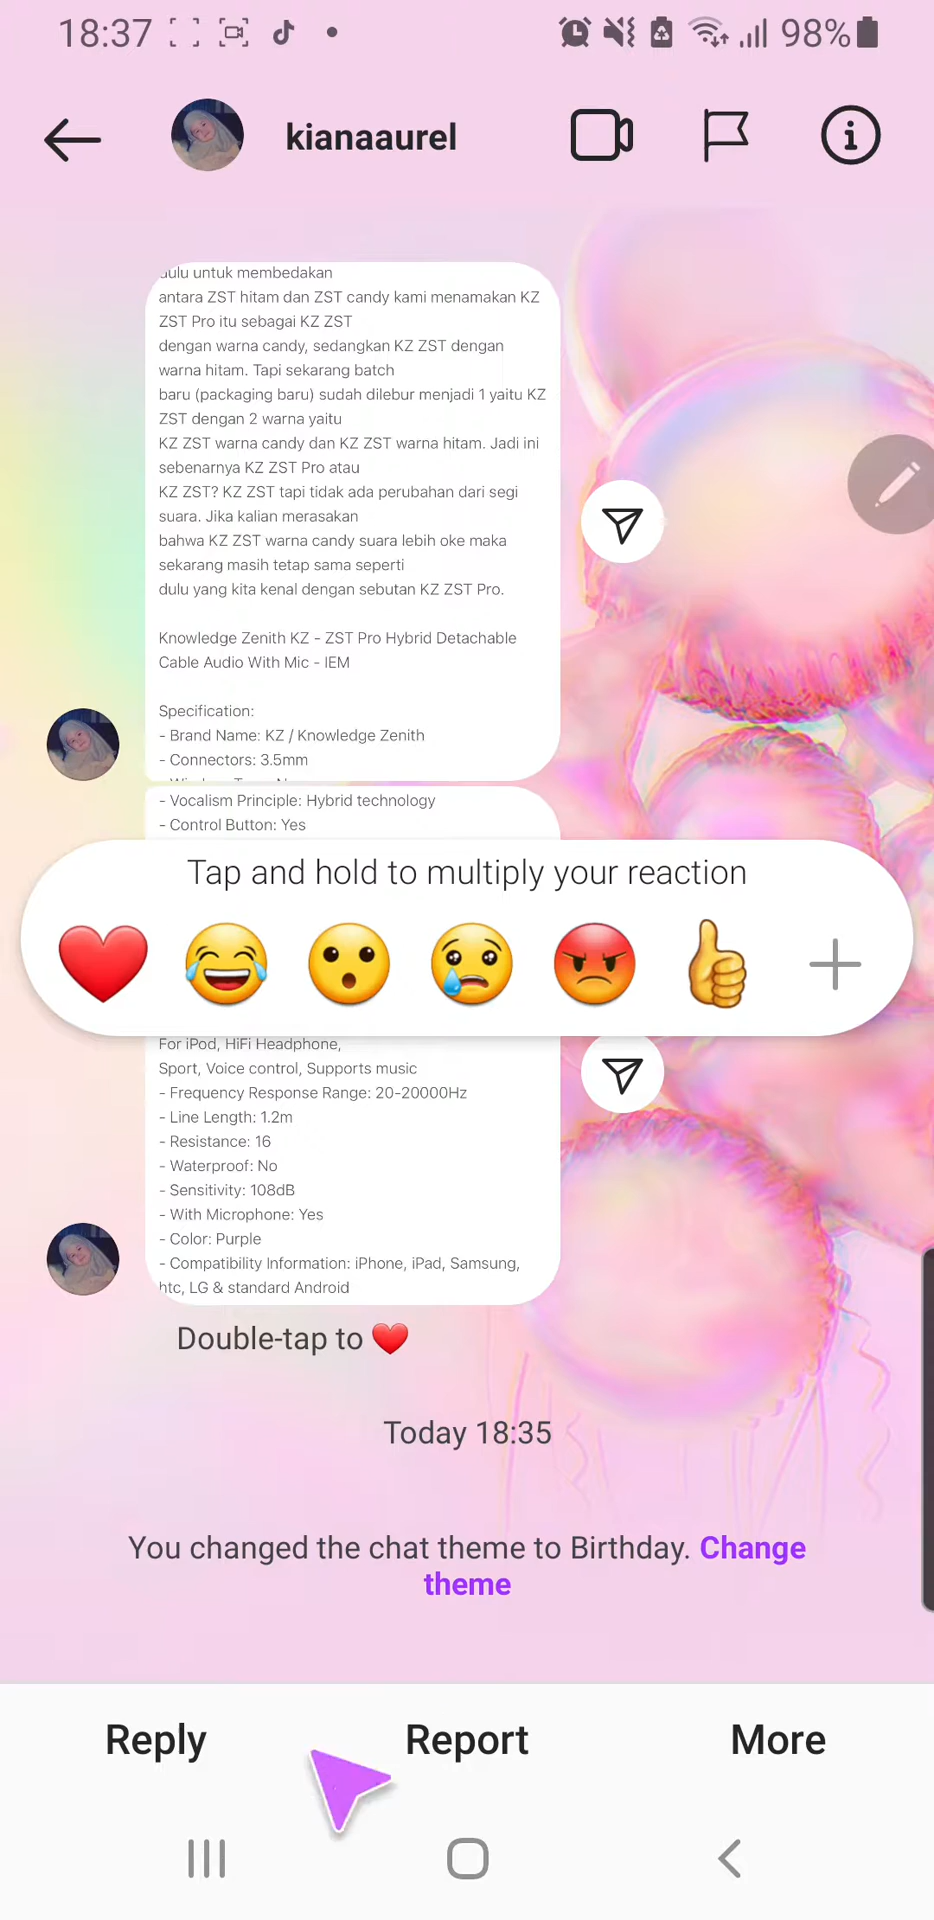 18:37
98%
kianaaurel
dulu untuk membedakan
antara ZST hitam dan ZST candy kami menamakan KZ
ZST Pro itu sebagai KZ ZST
dengan warna candy, sedangkan KZ ZST dengan
warna hitam. Tapi sekarang batch
baru (packaging baru) sudah dilebur menjadi 1 yaitu KZ
ZST dengan 2 warna yaitu
KZ ZST warna candy dan KZ ZST warna hitam. Jadi ini
sebenarnya KZ ZST Pro atau
KZ ZST? KZ ZST tapi tidak ada perubahan dari segi
suara. Jika kalian merasakan
bahwa KZ ZST warna candy suara lebih oke maka
sekarang masih tetap sama seperti
dulu yang kita kenal dengan sebutan KZ ZST Pro.
Knowledge Zenith KZ - ZST Pro Hybrid Detachable
Cable Audio With Mic - IEM
Specification:
- Brand Name: KZ / Knowledge Zenith
- Connectors: 3.5mm
- Vocalism Principle: Hybrid technology
- Control Button: Yes
Tap and hold to multiply your reaction
For iPod, HiFi Headphone,
Sport, Voice control, Supports music
- Frequency Response Range: 20-20000Hz
- Line Length: 1.2m
- Resistance: 16
- Waterproof: No
- Sensitivity: 108dB
- With Microphone: Yes
- Color: Purple
- Compatibility Information: iPhone, iPad, Samsung,
htc, LG & standard Android
Double-tap to ❤️
Today 18:35
You changed the chat theme to Birthday. Change
theme
Reply
Report
More